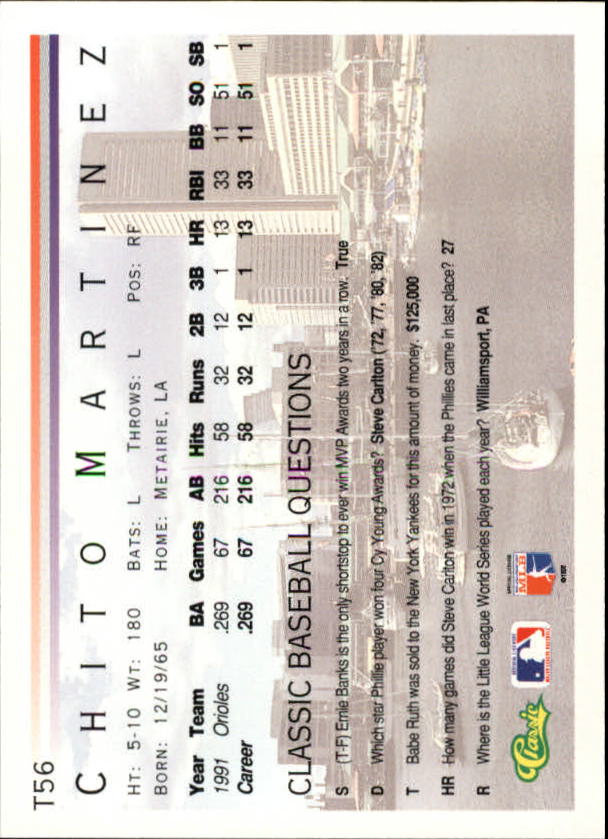 T56
CHITO MARTINEZ
HT: 5-10 WT: 180 BATS: L THROWS: L POS: RF
BORN: 12/19/65 HOME: METAIRIE, LA
Year Team BA Games AB Hits Runs 2B 3B HR RBI BB SO SB
1991 Orioles .269 67 216 58 32 12 1 13 33 11 51 1
Career .269 67 216 58 32 12 1 13 33 11 51 1
CLASSIC BASEBALL QUESTIONS
S (T-F) Ernie Banks is the only shortstop to ever win MVP Awards two years in a row. True
D Which star Phillie player won four Cy Young Awards? Steve Carlton ('72, '77, '80, '82)
T Babe Ruth was sold to the New York Yankees for this amount of money. $125,000
HR How many games did Steve Carlton win in 1972 when the Phillies came in last place? 27
R Where is the Little League World Series played each year? Williamsport, PA
Classic
MLB